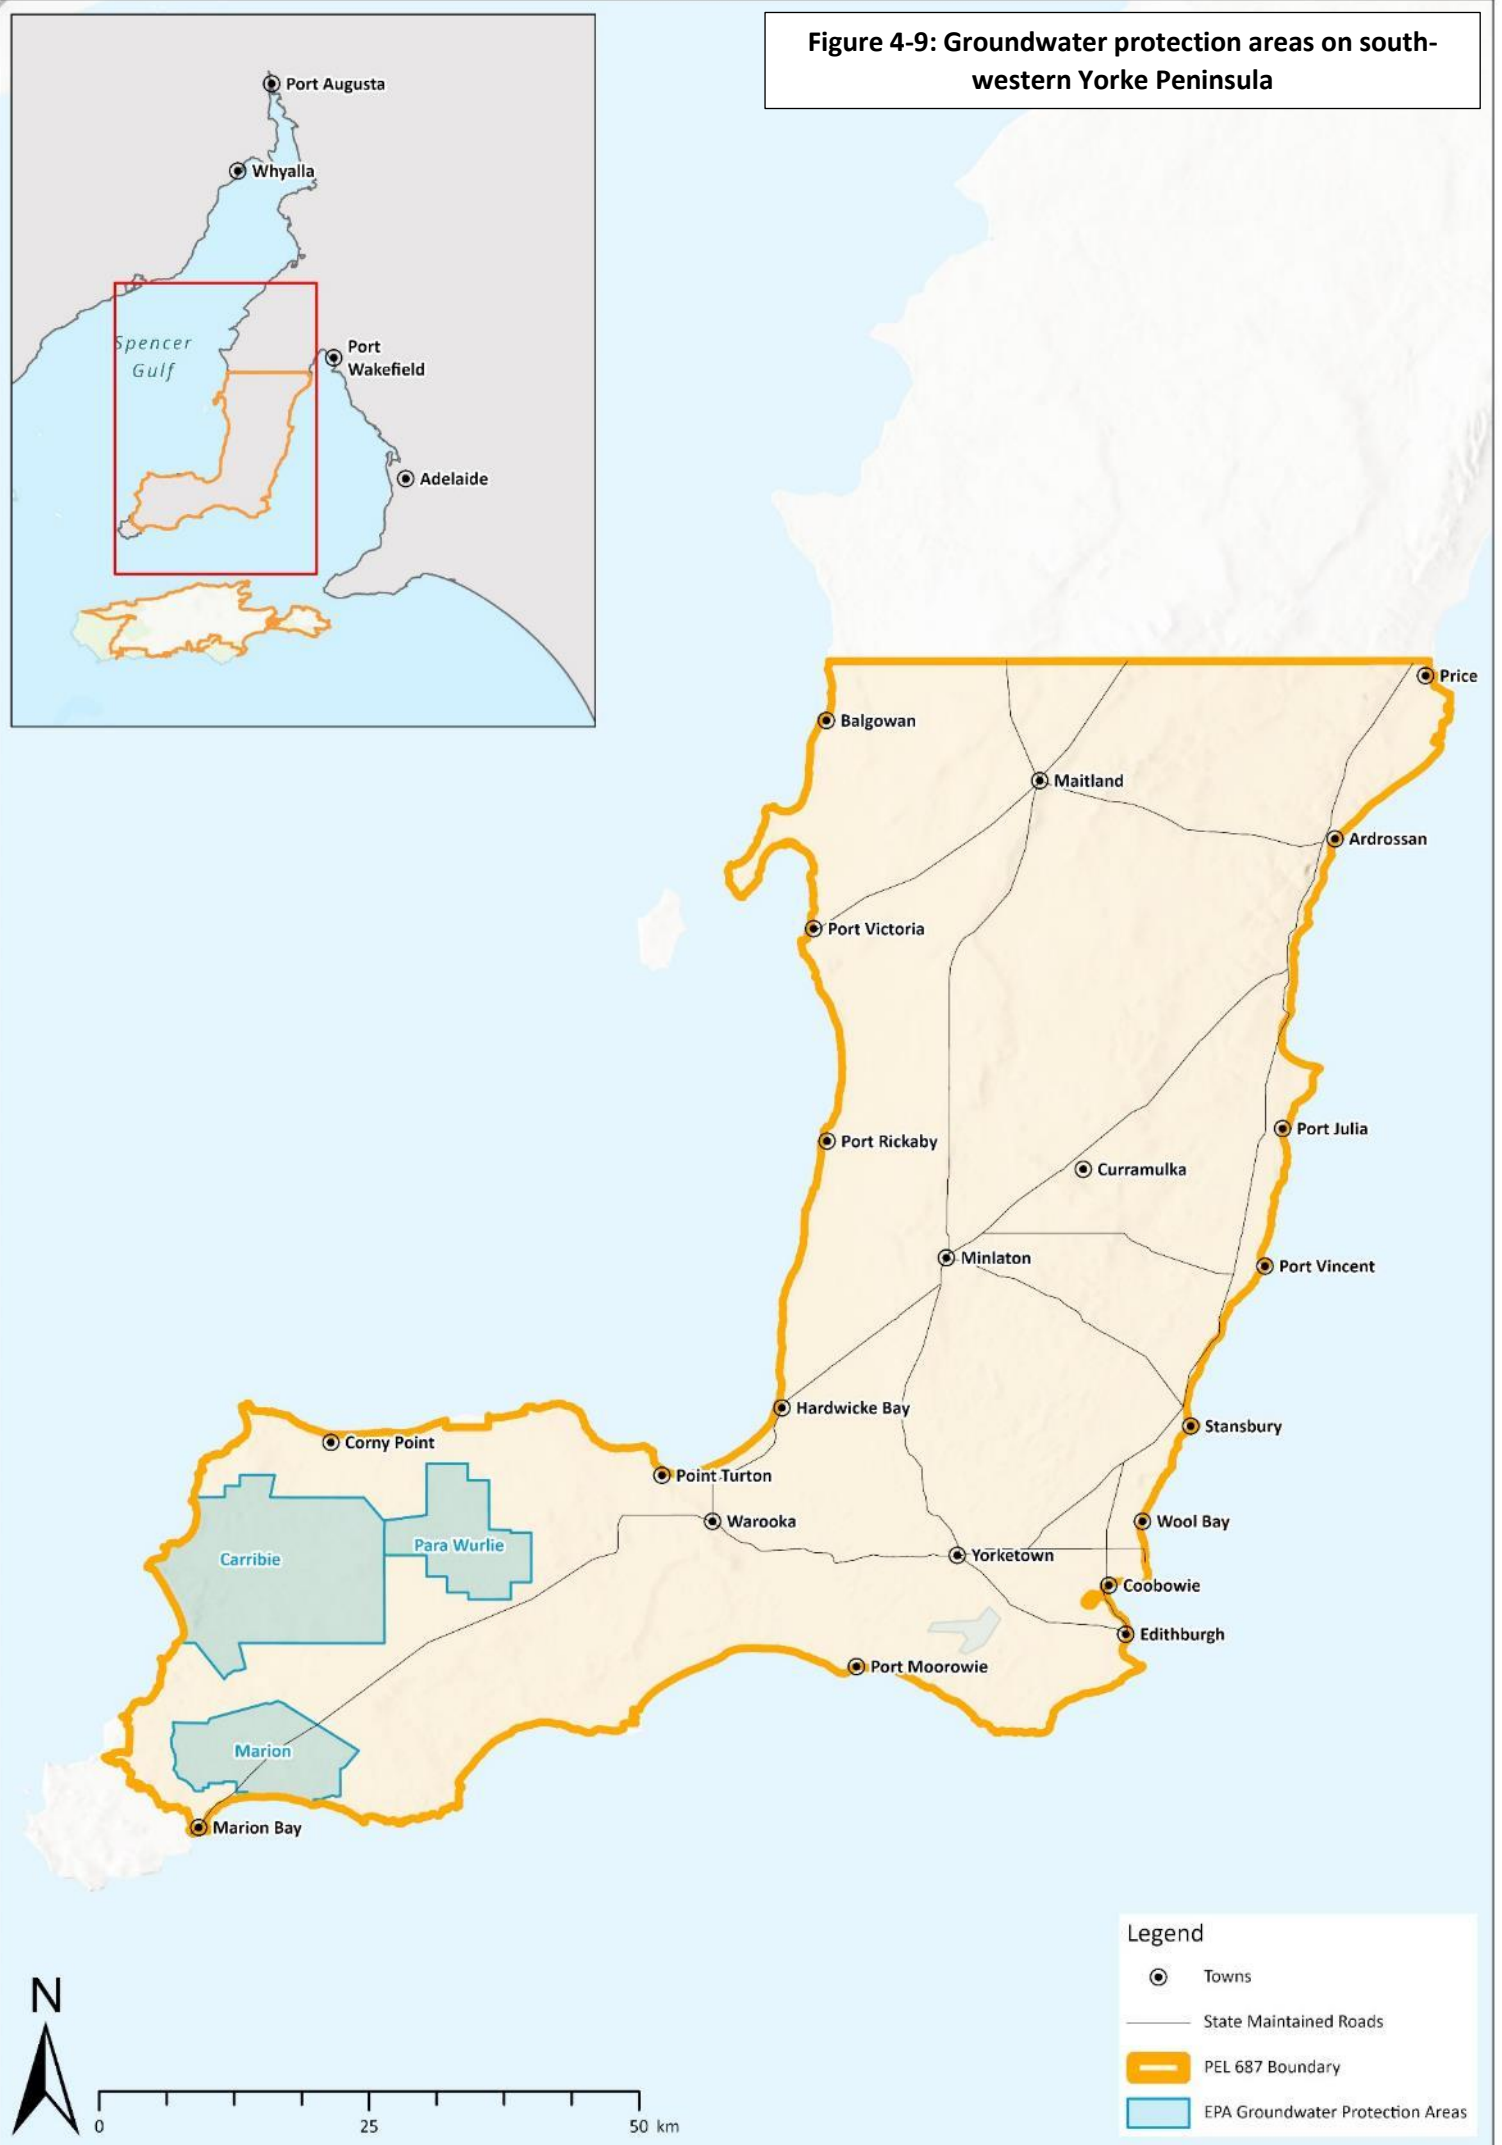 Figure 4-9: Groundwater protection areas on south-
western Yorke Peninsula
Port Augusta
Whyalla
Spencer
Gulf
Port
Wakefield
Adelaide
Price
Balgowan
Maitland
Ardrossan
Port Victoria
Port Rickaby
Port Julia
Curramulka
Minlaton
Port Vincent
Hardwicke Bay
Stansbury
Corny Point
Point Turton
Warooka
Wool Bay
Para Wurlie
Carribie
Yorketown
Coobowie
Edithburgh
Port Moorowie
Marion
Marion Bay
Legend
Towns
State Maintained Roads
PEL 687 Boundary
EPA Groundwater Protection Areas
N
0 25 50 km